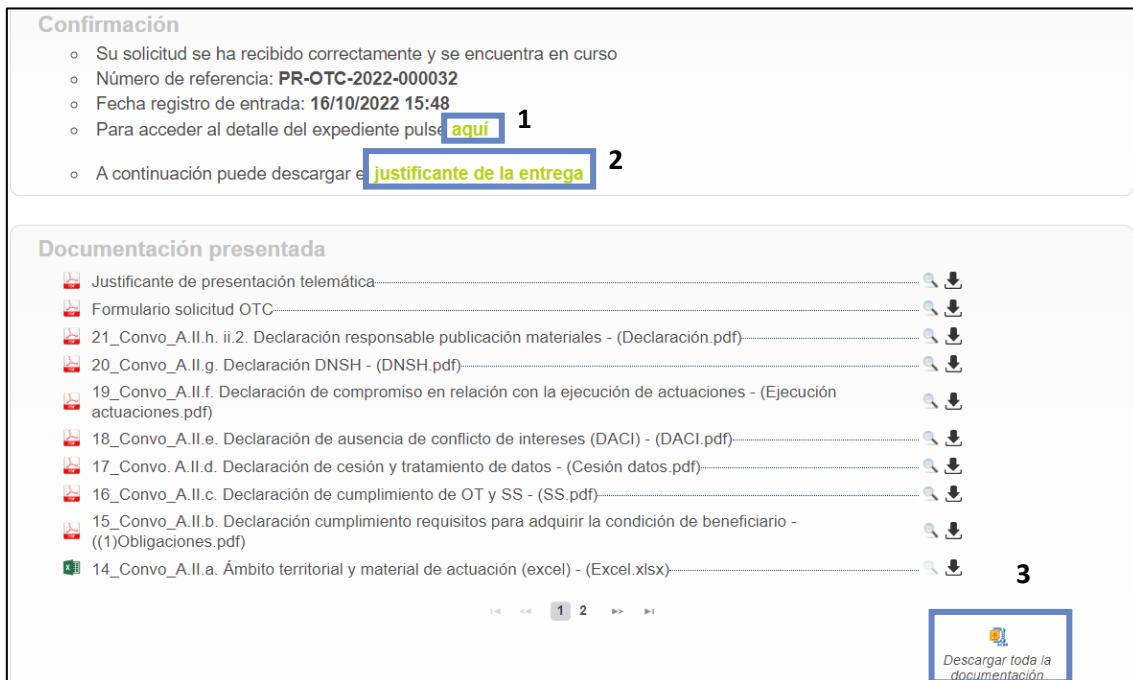 Confirmación
Su solicitud se ha recibido correctamente y se encuentra en curso
Número de referencia: PR-OTC-2022-000032
Fecha registro de entrada: 16/10/2022 15:48
Para acceder al detalle del expediente pulse aquí 1
A continuación puede descargar e justificante de la entrega 2
Documentación presentada
Justificante de presentación telemática
Formulario solicitud OTC
21_Convo_A.II.h. ii.2. Declaración responsable publicación materiales - (Declaración.pdf)
20_Convo_A.II.g. Declaración DNSH - (DNSH.pdf)
19_Convo_A.II.f. Declaración de compromiso en relación con la ejecución de actuaciones - (Ejecución
actuaciones.pdf)
18_Convo_A.II.e. Declaración de ausencia de conflicto de intereses (DACI) - (DACI.pdf)
17_Convo. A.II.d. Declaración de cesión y tratamiento de datos - (Cesión datos.pdf)
16_Convo_A.II.c. Declaración de cumplimiento de OT y SS - (SS.pdf)
15_Convo_A.II.b. Declaración cumplimiento requisitos para adquirir la condición de beneficiario -
((1)Obligaciones.pdf)
14_Convo_A.II.a. Ámbito territorial y material de actuación (excel) - (Excel.xlsx)
3
1 2
Descargar toda la
documentación